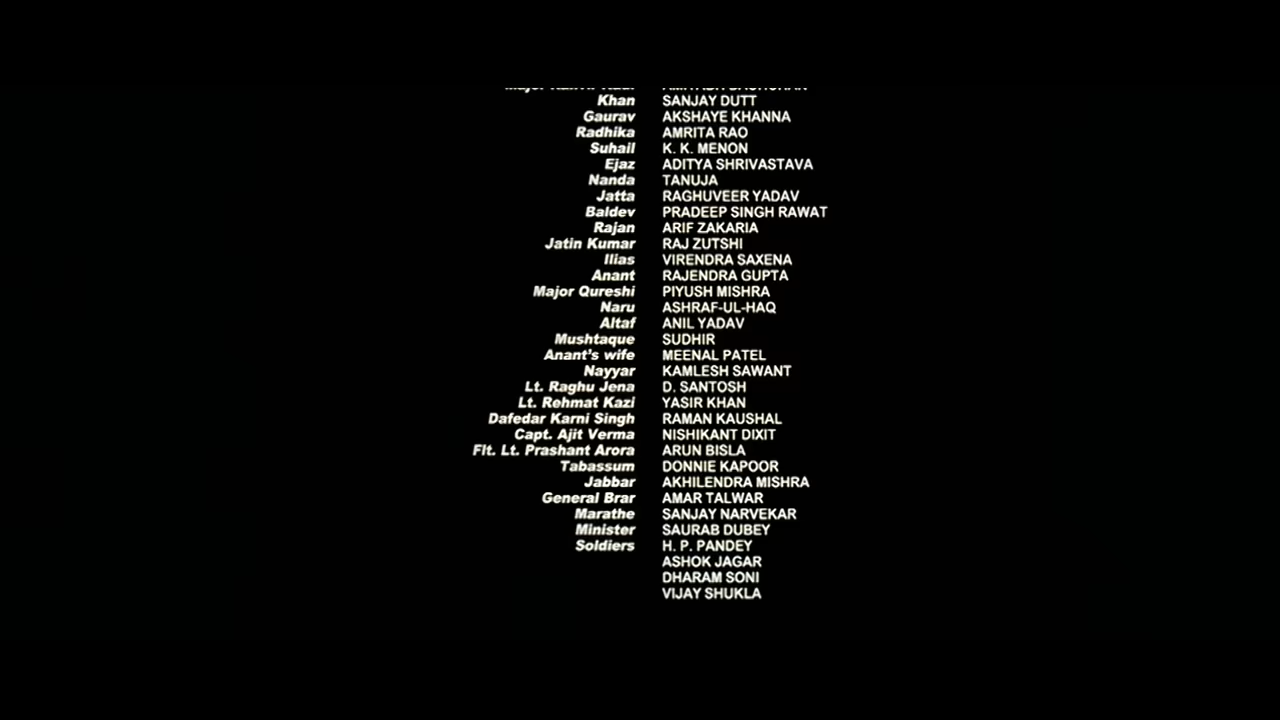 Khan SANJAY DUTT
Gaurav AKSHAYE KHANNA
Radhika AMRITA RAO
Suhail K. K. MENON
Ejaz ADITYA SHRIVASTAVA
Nanda TANUJA
Jatta RAGHUVEER YADAV
Baldev PRADEEP SINGH RAWAT
Rajan ARIF ZAKARIA
Jatin Kumar RAJ ZUTSHI
Ilias VIRENDRA SAXENA
Anant RAJENDRA GUPTA
Major Qureshi PIYUSH MISHRA
Naru ASHRAF-UL-HAQ
Altaf ANIL YADAV
Mushtaque SUDHIR
Anant's wife MEENAL PATEL
Nayyar KAMLESH SAWANT
Lt. Raghu Jena D. SANTOSH
Lt. Rehmat Kazi YASIR KHAN
Dafedar Karni Singh RAMAN KAUSHAL
Capt. Ajit Verma NISHIKANT DIXIT
Flt. Lt. Prashant Arora ARUN BISLA
Tabassum DONNIE KAPOOR
Jabbar AKHILENDRA MISHRA
General Brar AMAR TALWAR
Marathe SANJAY NARVEKAR
Minister SAURAB DUBEY
Soldiers H. P. PANDEY
ASHOK JAGAR
DHARAM SONI
VIJAY SHUKLA